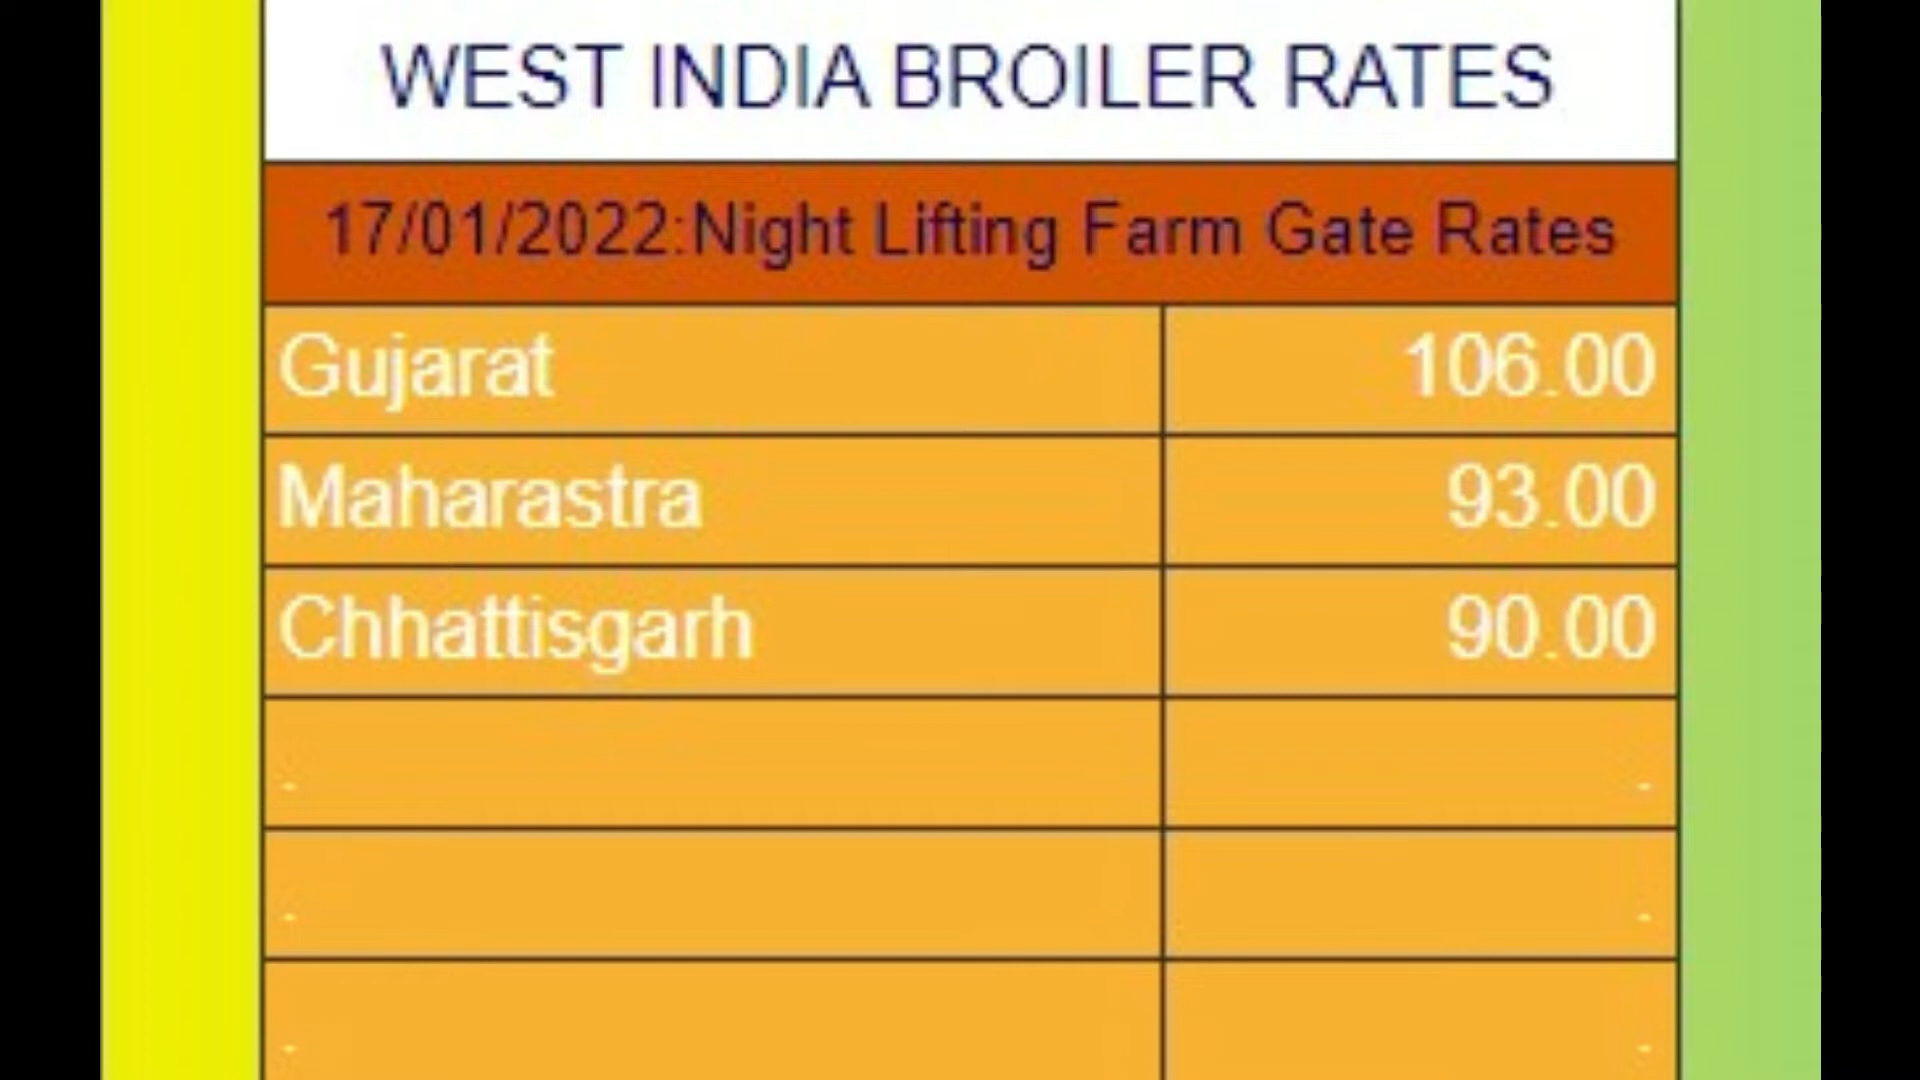 WEST INDIA BROILER RATES
17/01/2022:Night Lifting Farm Gate Rates
Gujarat 106.00
Maharastra 93.00
Chhattisgarh 90.00
. .
. .
. .